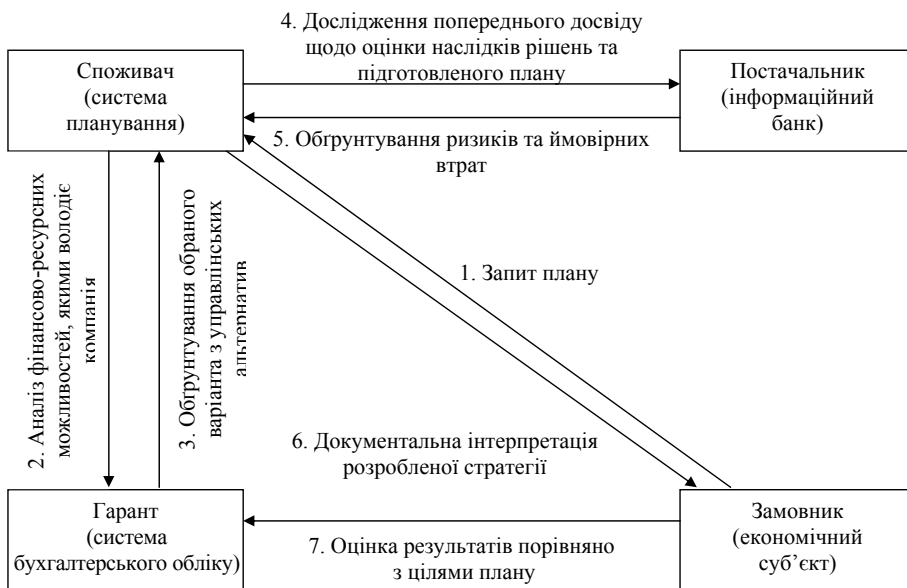 4. Дослідження попереднього досвіду
щодо оцінки наслідків рішень та
підготовленого плану
Споживач
(система
планування)
Постачальник
(інформаційний
банк)
5. Обґрунтування ризиків та ймовірних
втрат
2. Аналіз фінансово-ресурсних
можливостей, якими володіє
компанія
3. Обґрунтування обраного
варіанта з управлінських
альтернатив
1. Запит плану
6. Документальна інтерпретація
розробленої стратегії
Гарант
(система
бухгалтерського обліку)
Замовник
(економічний
суб’єкт)
7. Оцінка результатів порівняно
з цілями плану